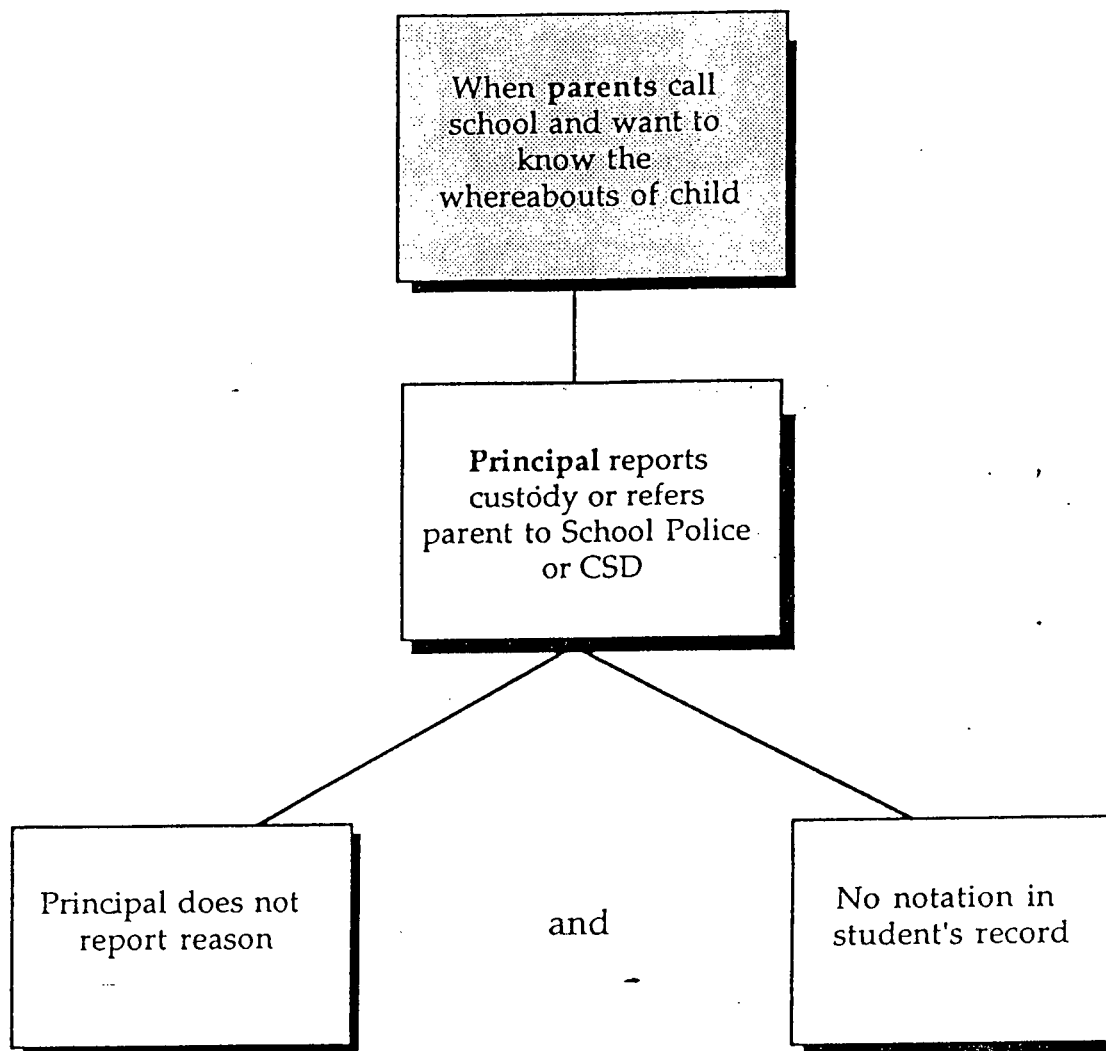 When parents call
school and want to
know the
whereabouts of child
Principal reports
custody or refers
parent to School Police
or CSD
Principal does not
report reason
and
No notation in
student's record